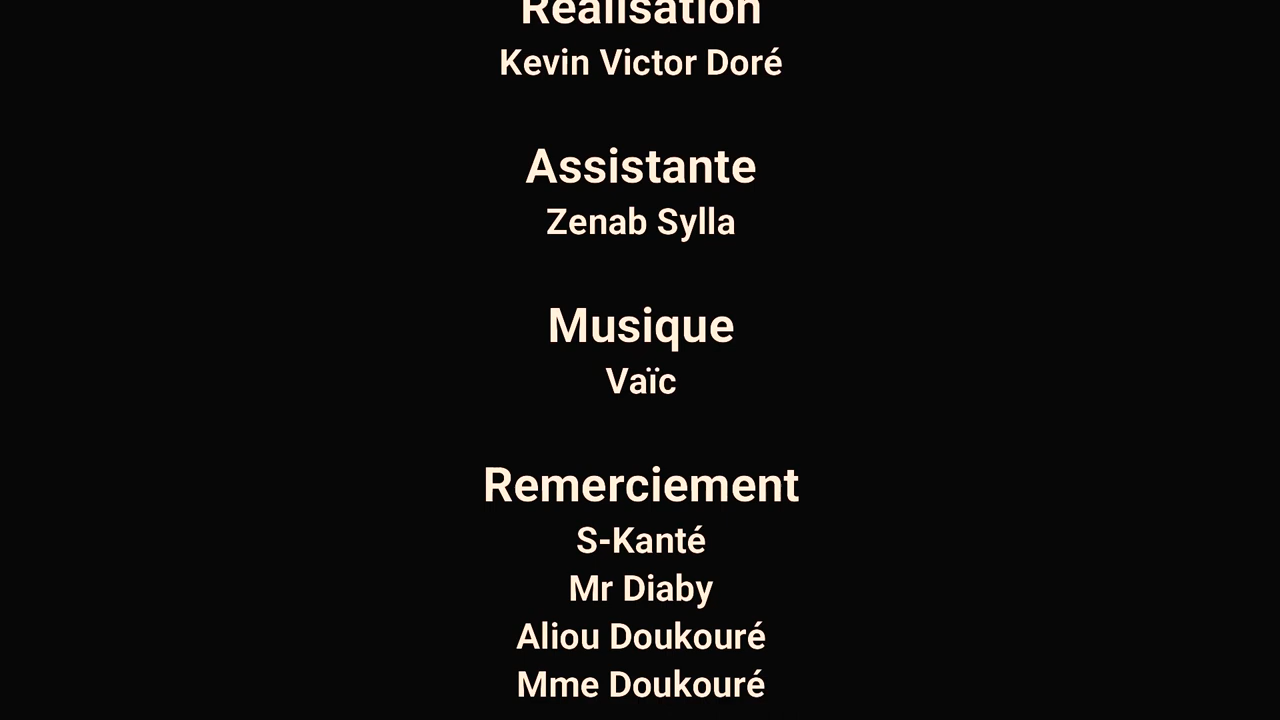 Réalisation
Kevin Victor Doré
Assistante
Zenab Sylla
Musique
Vaïc
Remerciement
S-Kanté
Mr Diaby
Aliou Doukouré
Mme Doukouré